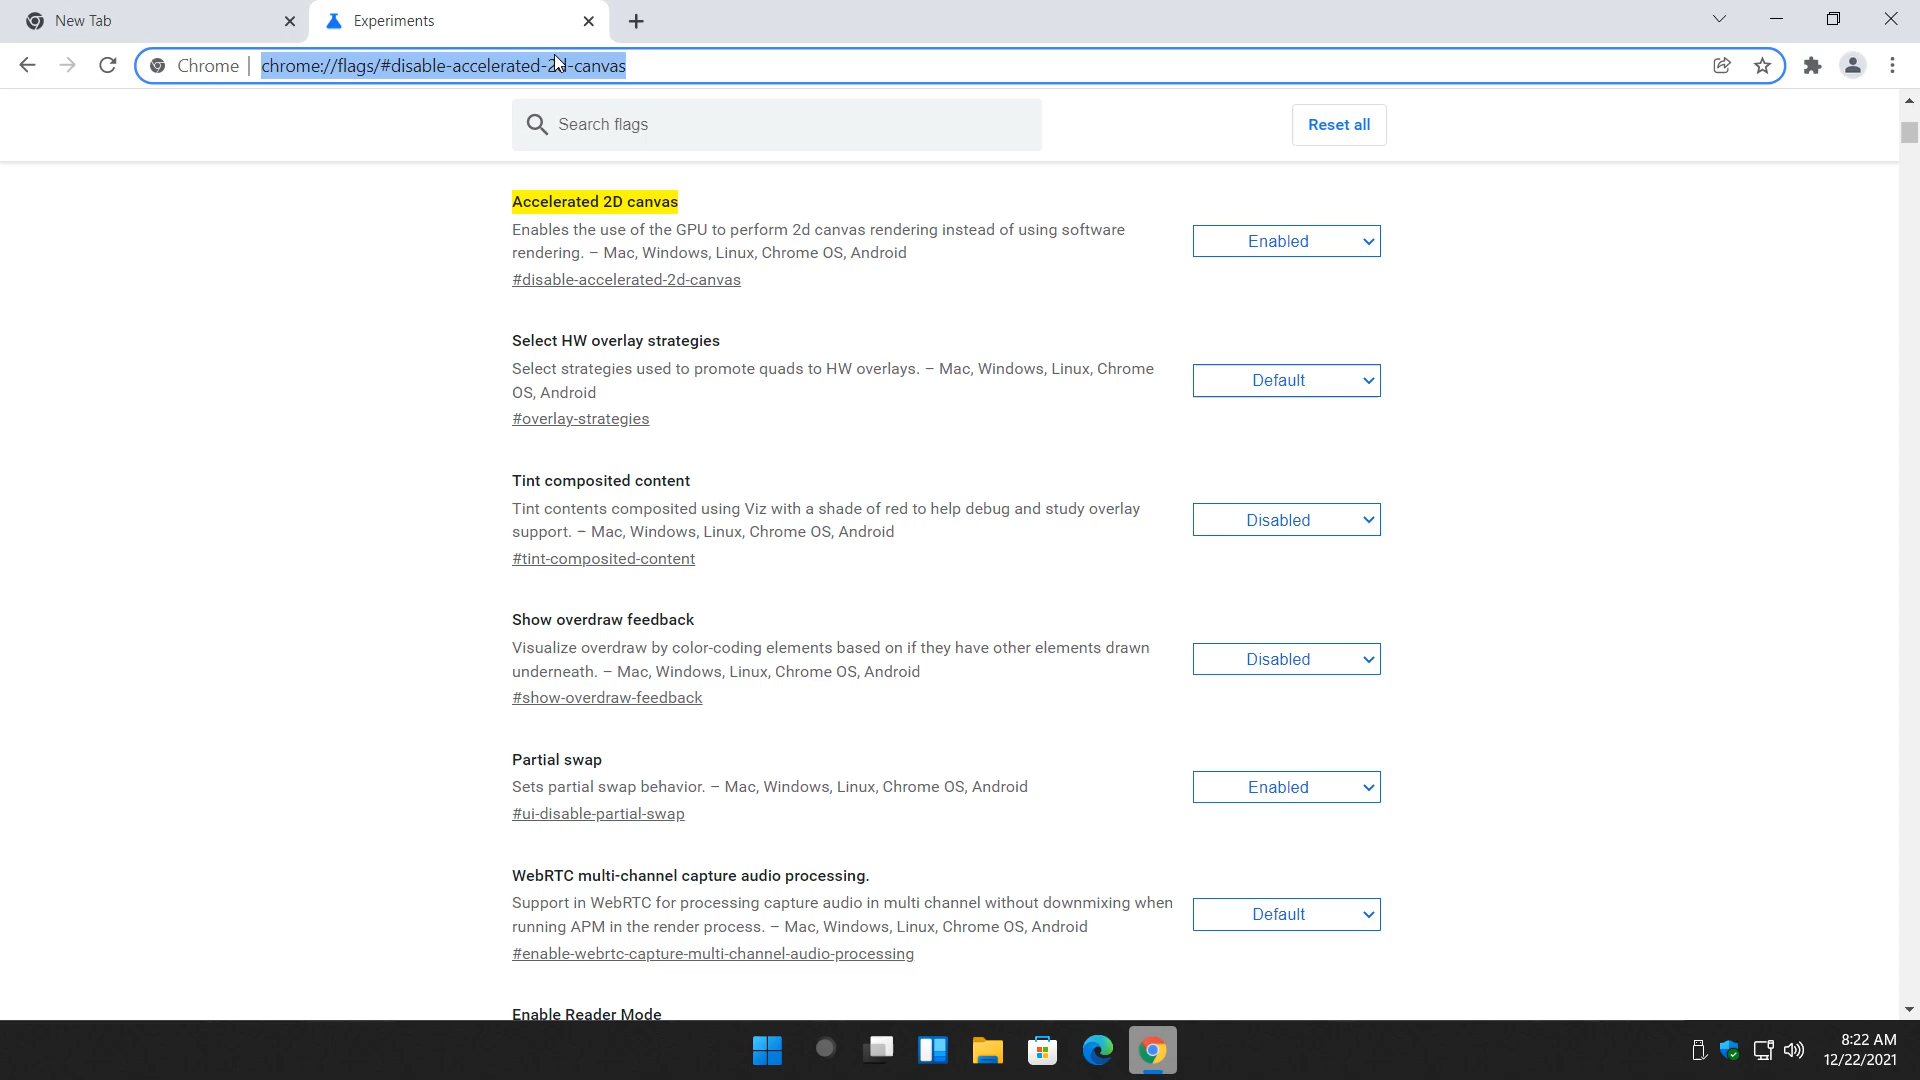 New Tab
Experiments
Chrome
chrome://flags/#disable-accelerated-2d-canvas
Search flags
Reset all
Accelerated 2D canvas
Enables the use of the GPU to perform 2d canvas rendering instead of using software
rendering. – Mac, Windows, Linux, Chrome OS, Android
#disable-accelerated-2d-canvas
Enabled
Select HW overlay strategies
Select strategies used to promote quads to HW overlays. – Mac, Windows, Linux, Chrome
OS, Android
#overlay-strategies
Default
Tint composited content
Tint contents composited using Viz with a shade of red to help debug and study overlay
support. – Mac, Windows, Linux, Chrome OS, Android
#tint-composited-content
Disabled
Show overdraw feedback
Visualize overdraw by color-coding elements based on if they have other elements drawn
underneath. – Mac, Windows, Linux, Chrome OS, Android
#show-overdraw-feedback
Disabled
Partial swap
Sets partial swap behavior. – Mac, Windows, Linux, Chrome OS, Android
#ui-disable-partial-swap
Enabled
WebRTC multi-channel capture audio processing.
Support in WebRTC for processing capture audio in multi channel without downmixing when
running APM in the render process. – Mac, Windows, Linux, Chrome OS, Android
#enable-webrtc-capture-multi-channel-audio-processing
Default
Enable Reader Mode
8:22 AM
12/22/2021